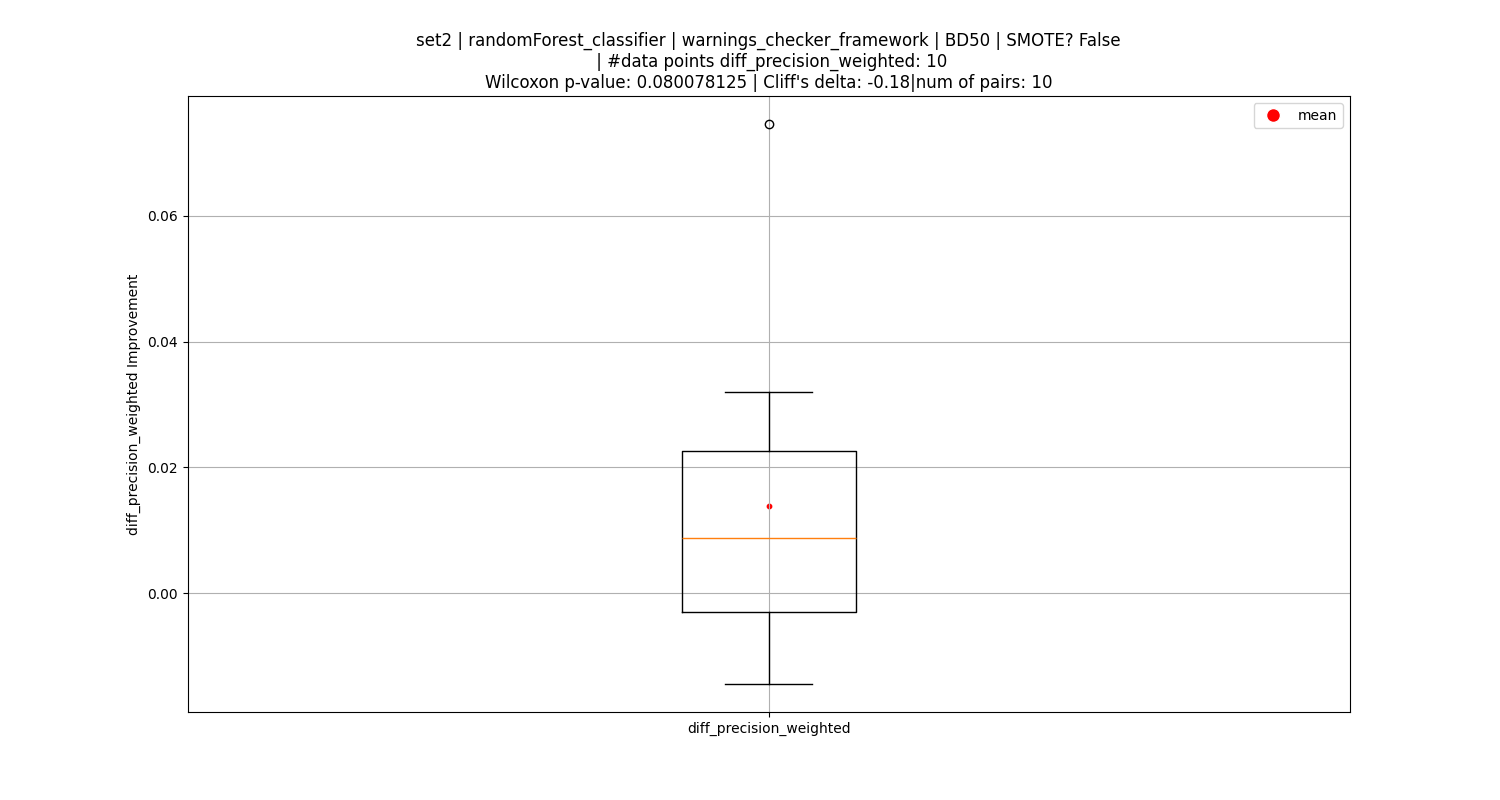 set2 | randomForest_classifier | warnings_checker_framework | BD50 | SMOTE? False
| #data points diff_precision_weighted: 10
Wilcoxon p-value: 0.080078125 | Cliff's delta: -0.18|num of pairs: 10
mean
0.06
0.04
0.02
0.00
diff_precision_weighted Improvement
diff_precision_weighted